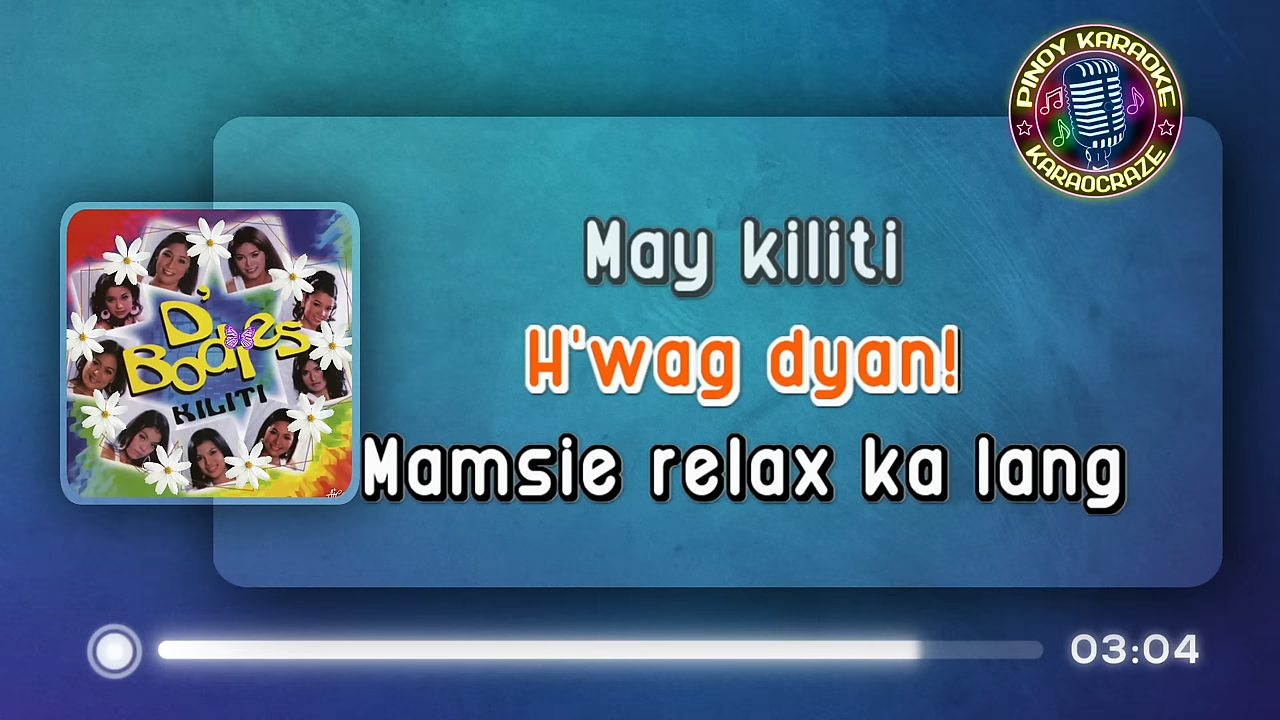 PINOY KARAOKE
KARAOCRAZE
May kiliti
H'wag dyan!
Mamsie relax ka lang
D'
Bodies
KILITI
03:04